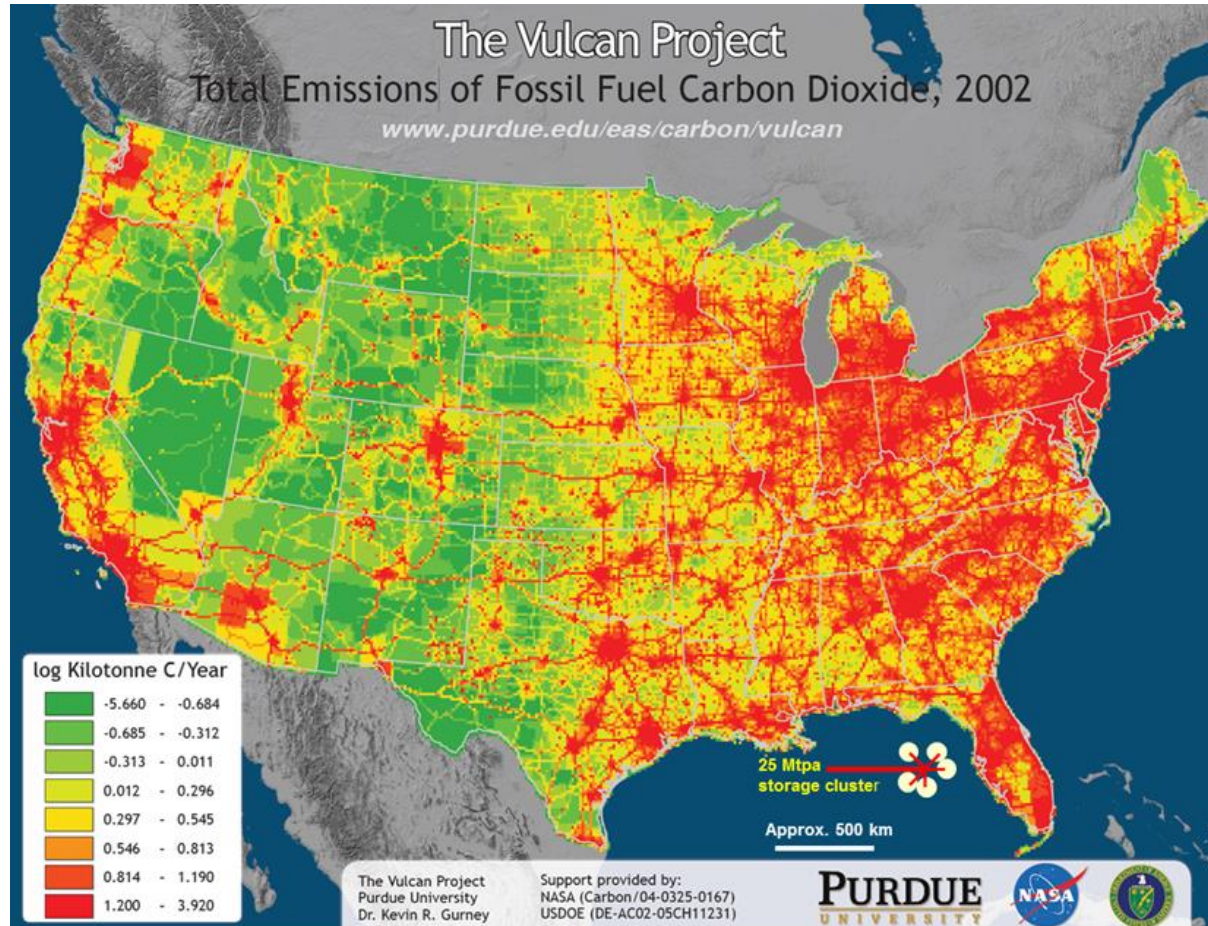 The Vulcan Project
Total Emissions of Fossil Fuel Carbon Dioxide, 2002
www.purdue.edu/eas/carbon/vulcan
log Kilotonne C/Year
-5.660 - -0.684
-0.685 - -0.312
-0.313 - 0.011
0.012 - 0.296
0.297 - 0.545
0.546 - 0.813
0.814 - 1.190
1.200 - 3.920
25 Mtpa
storage cluster
Approx. 500 km
The Vulcan Project
Purdue University
Dr. Kevin R. Gurney
Support provided by:
NASA (Carbon/04-0325-0167)
USDOE (DE-AC02-05CH11231)
PURDUE
UNIVERSITY
NASA